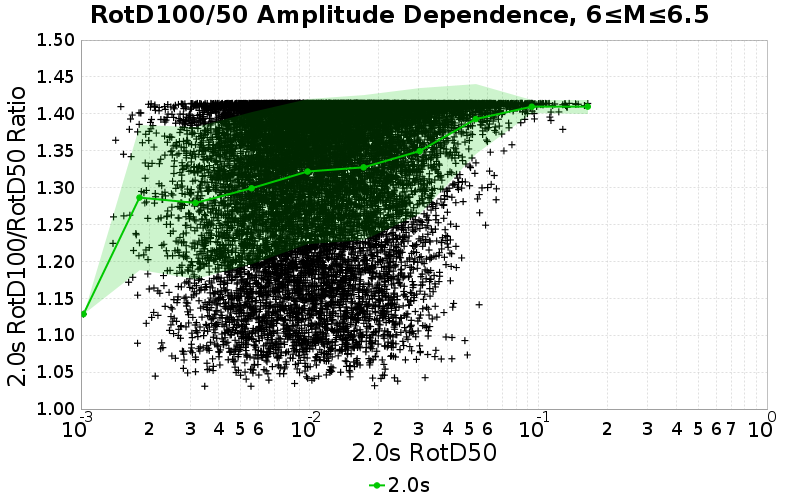 RotD100/50 Amplitude Dependence, 6≤M≤6.5
2.0s RotD100/RotD50 Ratio
1.50
1.45
1.40
1.35
1.30
1.25
1.20
1.15
1.10
1.05
1.00
10-3 2 3 4 5 6 10-2 2 3 4 5 6 10-1 2 3 4 5 6 7 100
2.0s RotD50
2.0s